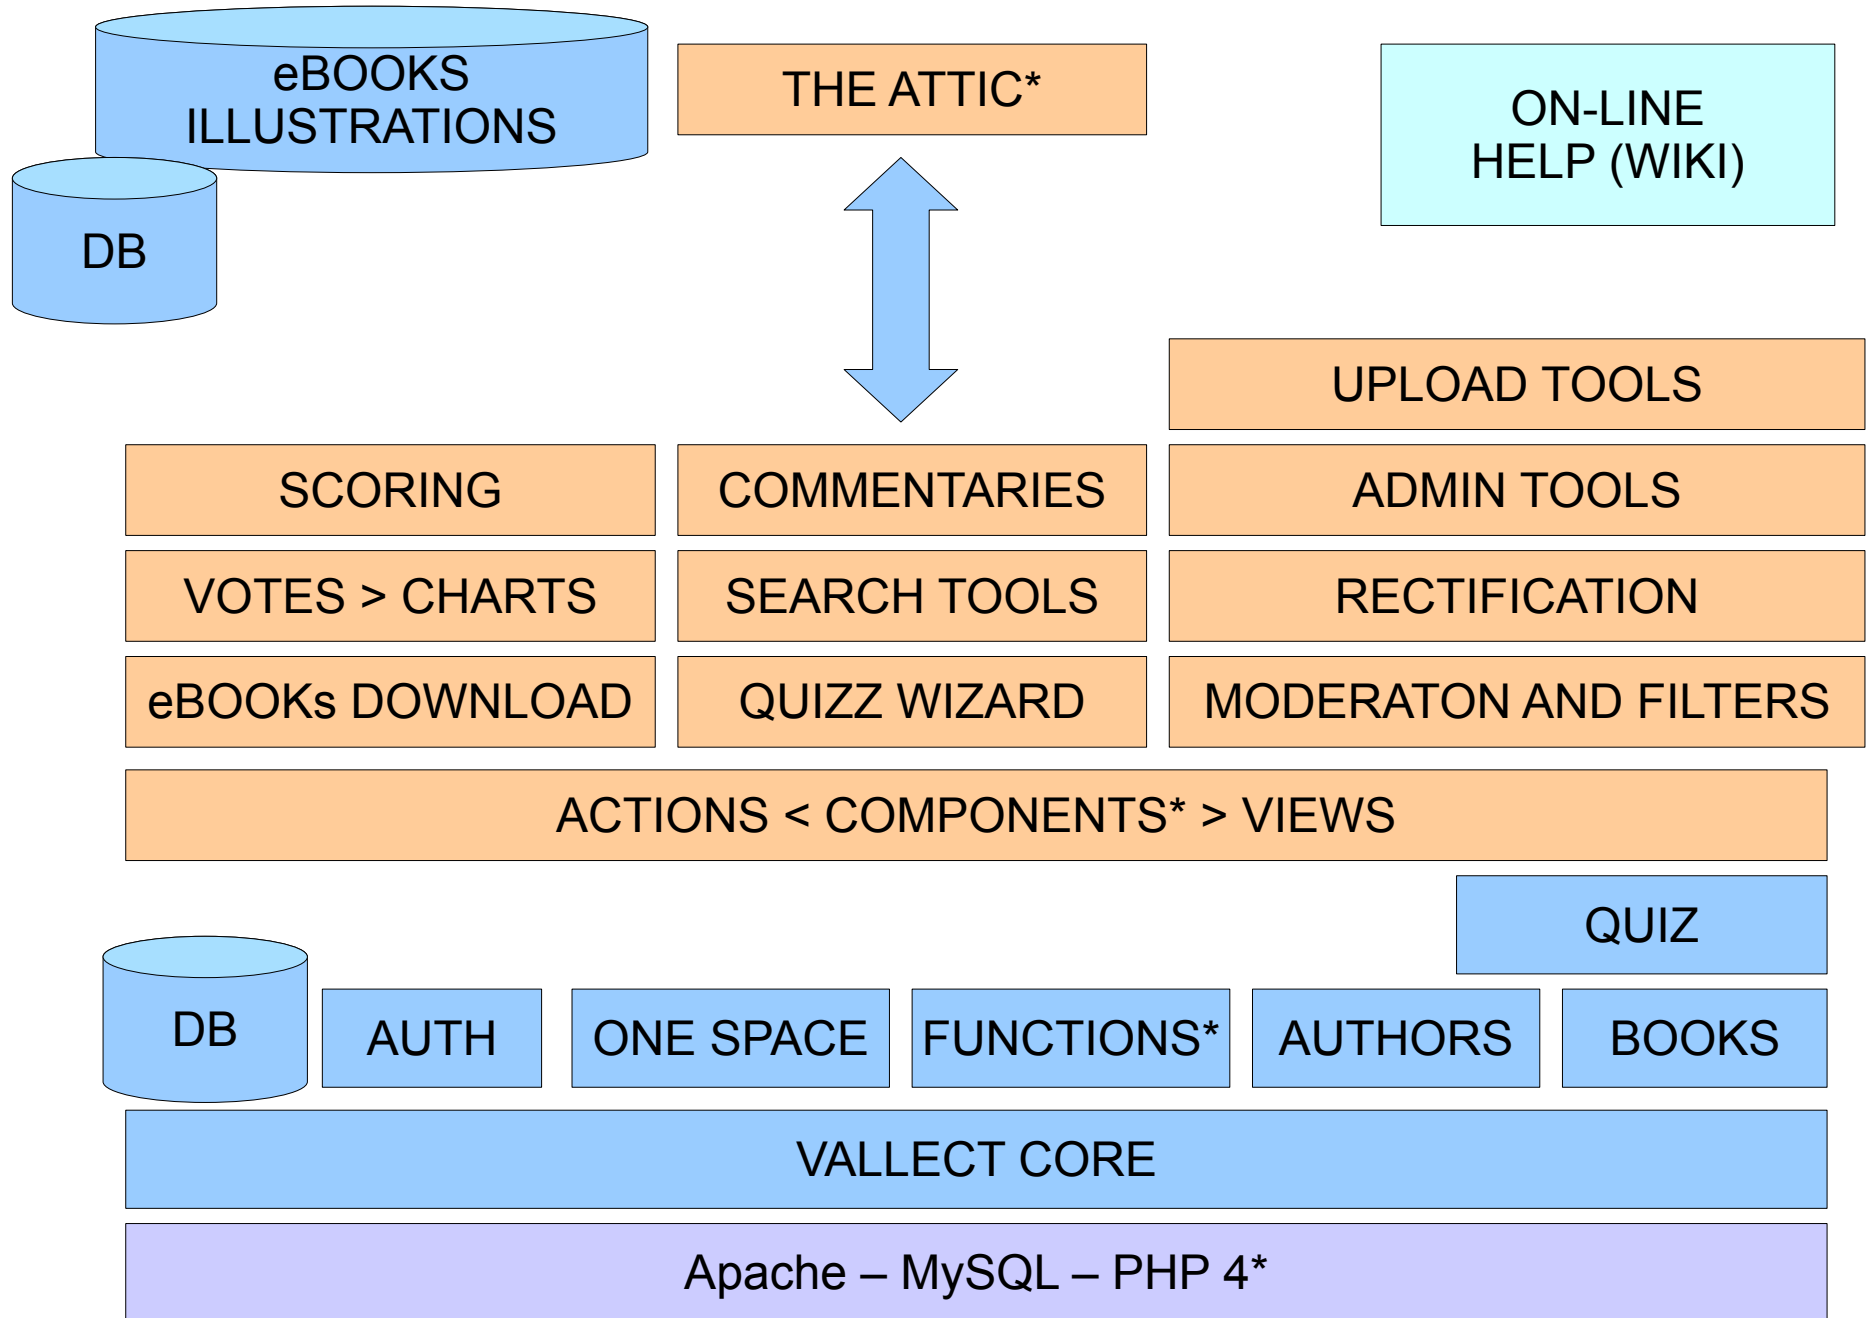 eBOOKS
ILLUSTRATIONS
THE ATTIC*
ON-LINE
HELP (WIKI)
DB
UPLOAD TOOLS
SCORING
COMMENTARIES
ADMIN TOOLS
VOTES > CHARTS
SEARCH TOOLS
RECTIFICATION
eBOOKs DOWNLOAD
QUIZZ WIZARD
MODERATON AND FILTERS
ACTIONS < COMPONENTS* > VIEWS
QUIZ
DB
AUTH
ONE SPACE
FUNCTIONS*
AUTHORS
BOOKS
VALLECT CORE
Apache – MySQL – PHP 4*